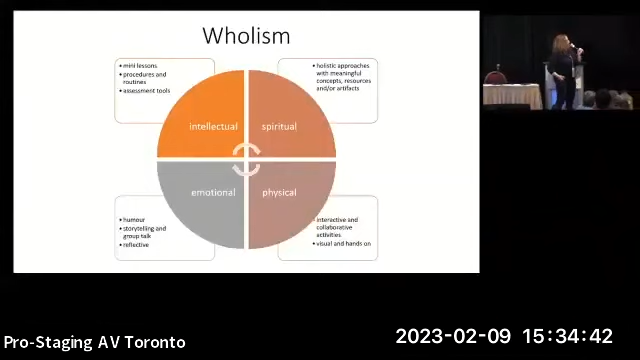 Wholism
• mini lessons
• procedures and
routines
• assessment tools
• holistic approaches
with meaningful
concepts, resources
and/or artifacts
intellectual
spiritual
emotional
physical
• humour
• storytelling and
group talk
• reflective
• interactive and
collaborative
activities
• visual and hands on
Pro-Staging AV Toronto
2023-02-09 15:34:42